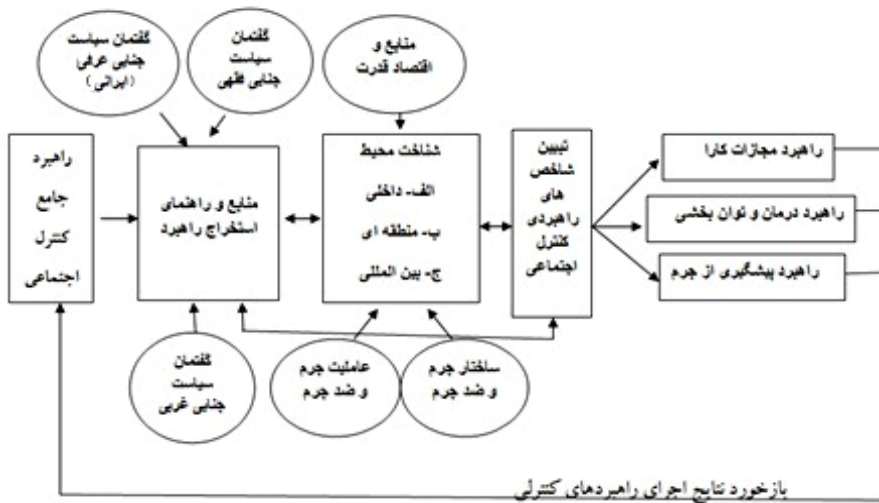 گفتمان سیاست
جنایی عرفی
(ایرانی)
گفتمان
سیاست
جنایی فقهی
منابع و
اقتصاد قدرت
راهبرد
جامع
کنترل
اجتماعی
منابع و راهنمای
استخراج راهبرد
شناخت محیط
الف- داخلی
ب- منطقه ای
ج- بین المللی
تبیین
شاخص
های
راهبردی
کنترل
اجتماعی
راهبرد مجازات کارا
راهبرد درمان و توان بخشی
راهبرد پیشگیری از جرم
گفتمان
سیاست
جنایی غربی
عاملیت جرم
و ضد جرم
ساختار جرم
و ضد جرم
بازخورد نتایج اجرای راهبردهای کنترلی